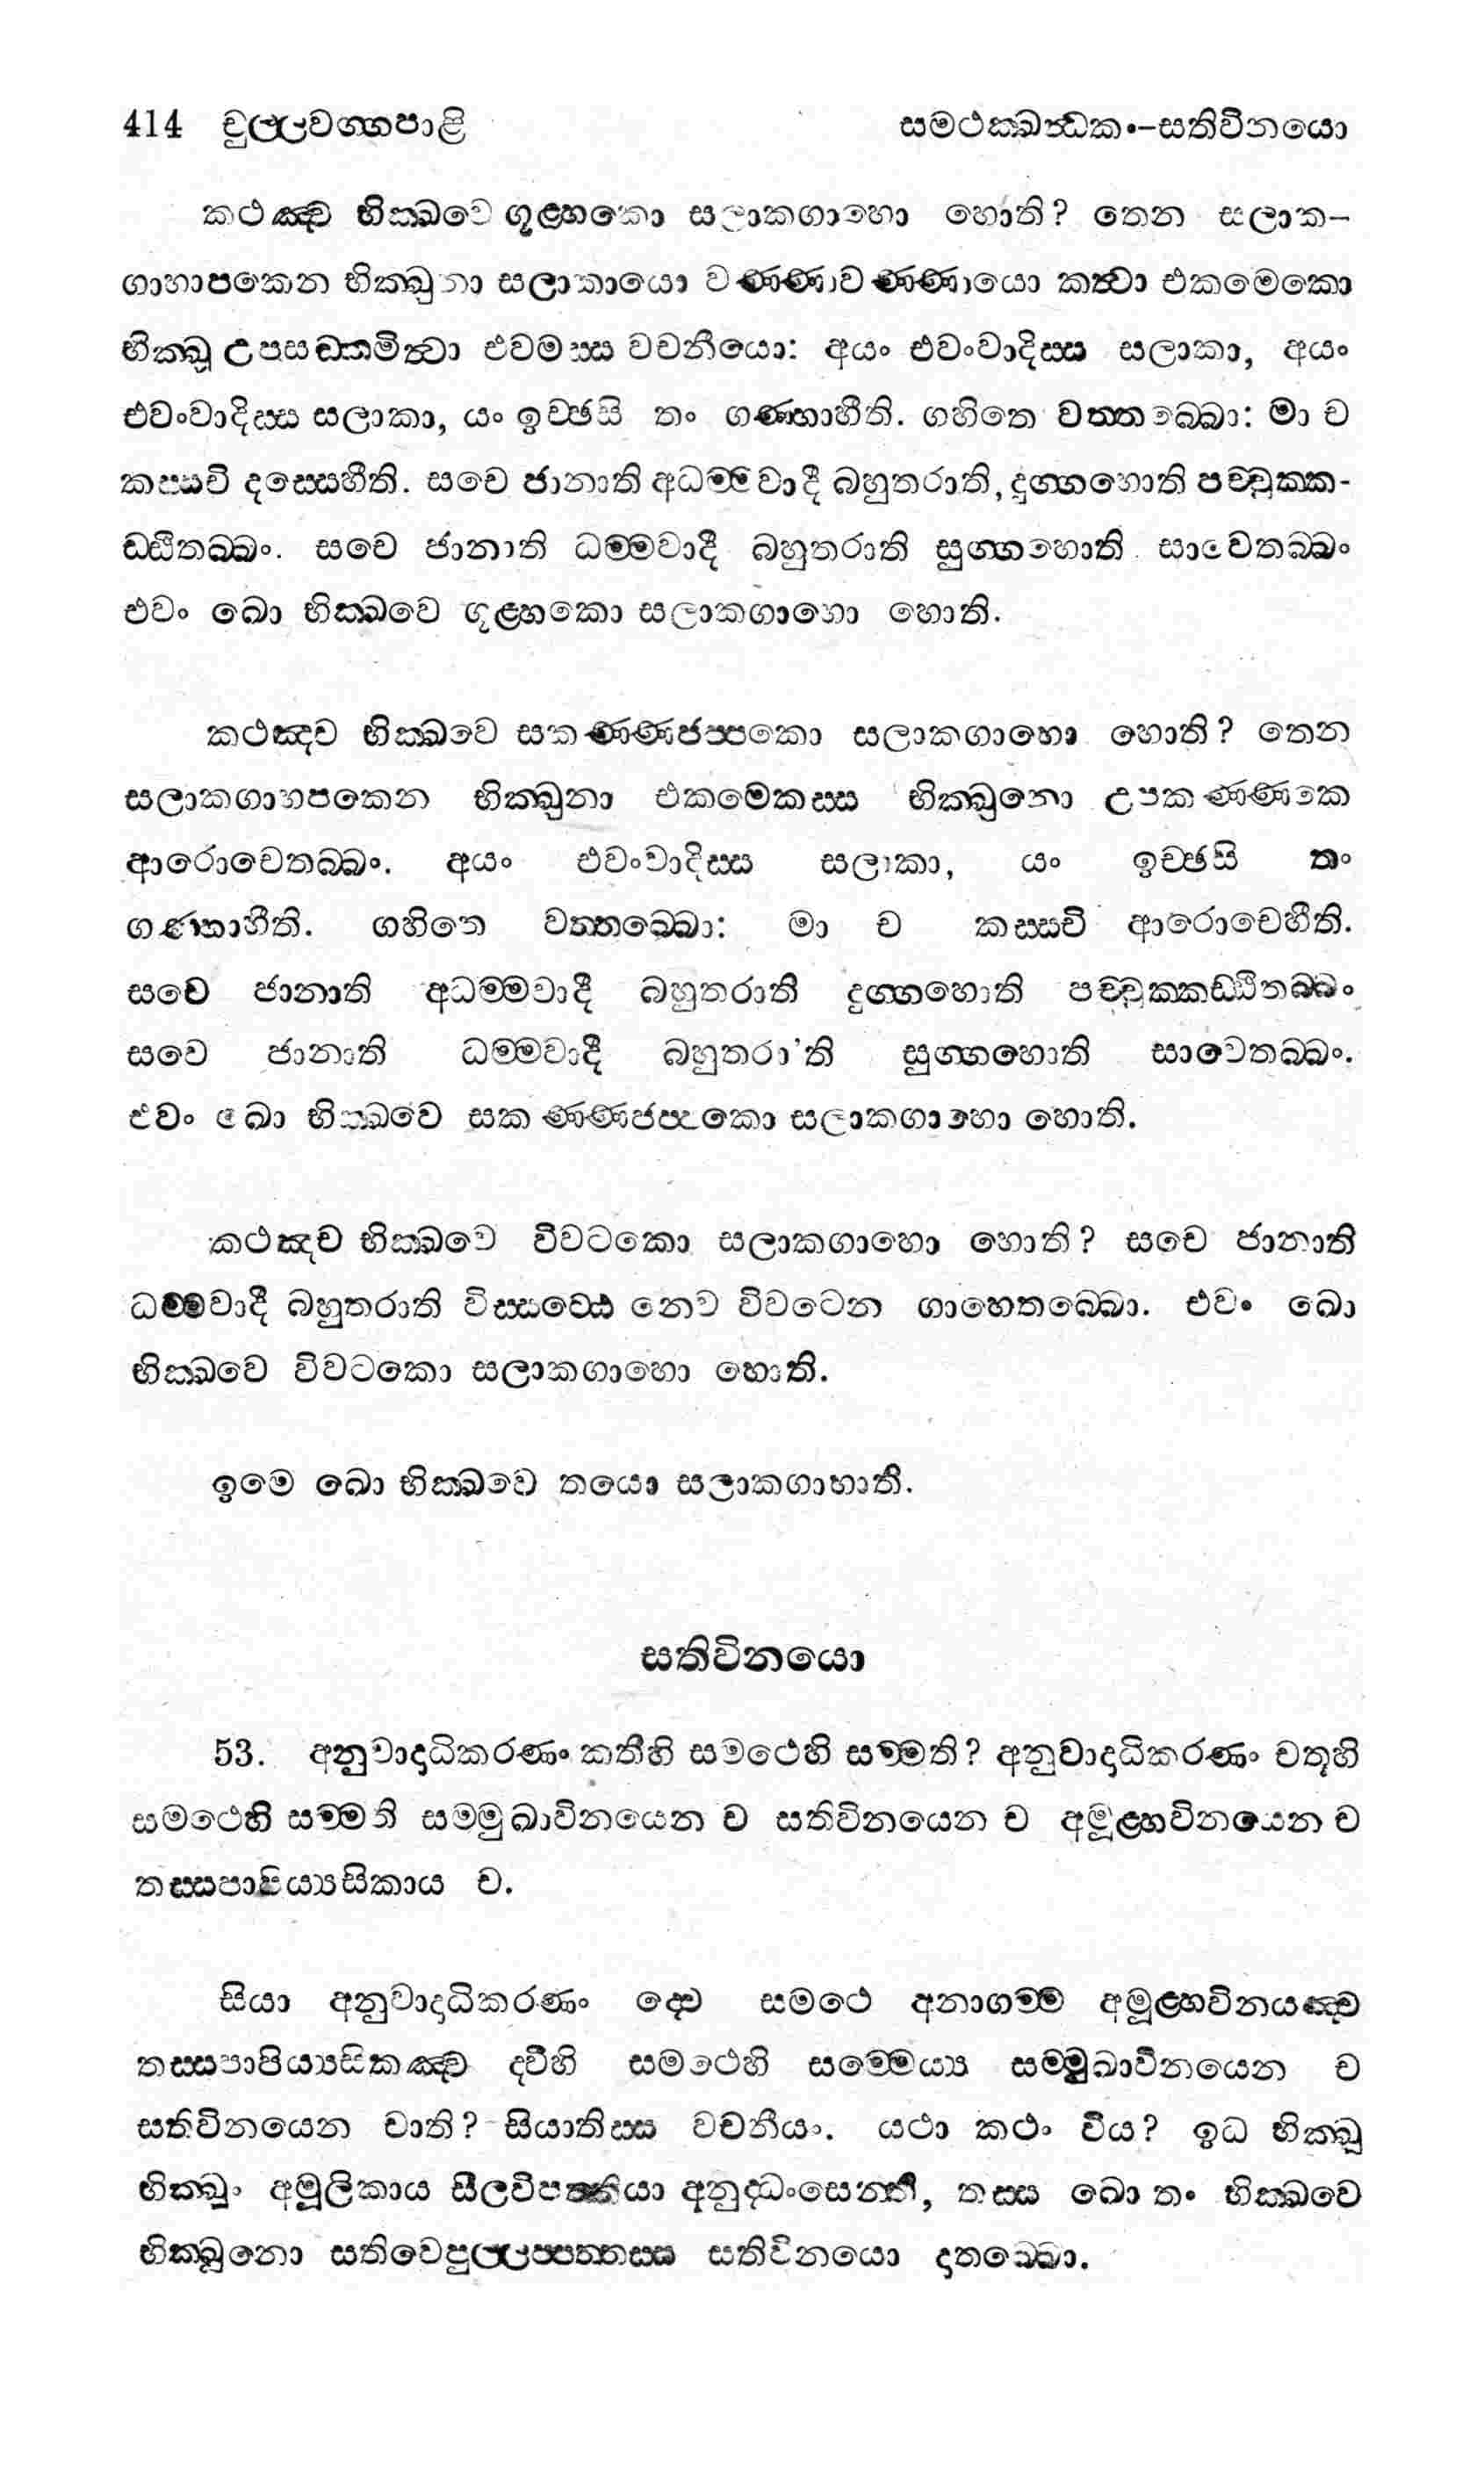 414 චුල්ලවග්ගපාළි සමථක්ඛන්ධකං-සතිවිනයො
කථඤ්ච භික්ඛවෙ ගූළ්හකො සලාකගාහො හොති? තෙන සලාක-
ගාහාපකෙන භික්ඛුනා සලාකායො වණ්ණාවණ්ණායො කත්වා එකමෙකො
භික්ඛූ උපසඞ්කමිත්වා එවමස්ස වචනීයො: අයං එවංවාදිස්ස සලාකා, අයං
එවංවාදිස්ස සලාකා, යං ඉච්ඡසි තං ගණ්හාහීති. ගහිතෙ වත්තබ්බො: මා ච
කස්සචි දස්සෙහීති. සචෙ ජානාති අධම්මවාදී බහුතරාති, දුග්ගහොති පච්චුක්ක-
ඩ්ඪිතබ්බං. සචෙ ජානාති ධම්මවාදී බහුතරාති සුග්ගහොති සාවෙතබ්බං
එවං ඛො භික්ඛවෙ ගූළ්හකො සලාකගාහො හොති.
කථඤ්ච භික්ඛවෙ සකණ්ණජප්පකො සලාකගාහො හොති? තෙන
සලාකගාහපකෙන භික්ඛුනා එකමෙකස්ස භික්ඛුනො උපකණ්ණකෙ
ආරොචෙතබ්බං. අයං එවංවාදිස්ස සලාකා, යං ඉච්ඡසි තං
ගණ්හාහීති. ගහිතෙ වත්තබ්බො: මා ච කස්සචි ආරොචෙහීති.
සචෙ ජානාති අධම්මවාදී බහුතරාති දුග්ගහොති පච්චුක්කඩ්ඪිතබ්බං
සචෙ ජානාති ධම්මවාදී බහුතරා'ති සුග්ගහොති සාවෙතබ්බං.
එවං ඛො භික්ඛවෙ සකණ්ණජප්පකො සලාකගාහො හොති.
කථඤ්ච භික්ඛවෙ විවටකො සලාකගාහො හොති? සචෙ ජානාති
ධම්මවාදී බහුතරාති විස්සට්ඨෙ නෙව විවටෙන ගාහෙතබ්බො. එවං ඛො
භික්ඛවෙ විවටකො සලාකගාහො හොති.
ඉමෙ ඛො භික්ඛවෙ තයො සලාකගාහාති.
සතිවිනයො
53. අනුවාදාධිකරණං කතීහි සමථෙහි සම්මති? අනුවාදාධිකරණං චතූහි
සමථෙහි සම්මති සම්මුඛාවිනයෙන ච සතිවිනයෙන ච අමූළ්හවිනයෙන ච
තස්සපාපිය්‍යසිකාය ච.
සියා අනුවාදාධිකරණං ද්වෙ සමථෙ අනාගම්ම අමූළ්හවිනයඤ්ච
තස්සපාපිය්‍යසිකඤ්ච ද්වීහි සමථෙහි සම්මෙය්‍ය සම්මුඛාවිනයෙන ච
සතිවිනයෙන චාති? සියාතිස්ස වචනීයං. යථා කථං විය? ඉධ භික්ඛූ
භික්ඛූං අමූලිකාය සීලවිපත්තියා අනුද්ධංසෙන්ති, තස්ස ඛො තං භික්ඛවෙ
භික්ඛුනො සතිවෙපුල්ලප්පත්තස්ස සතිවිනයො දාතබ්බො.